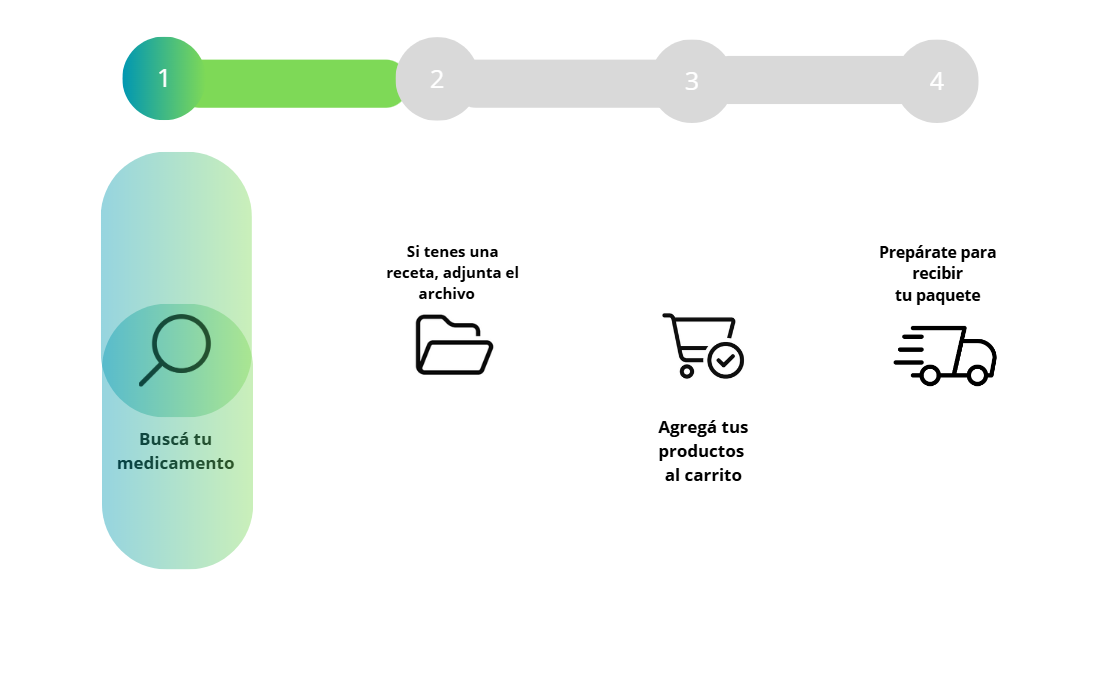 1
2
3
4
Buscá tu
medicamento
Si tenes una
receta, adjunta el
archivo
Agregá tus
productos
al carrito
Prepárate para
recibir
tu paquete